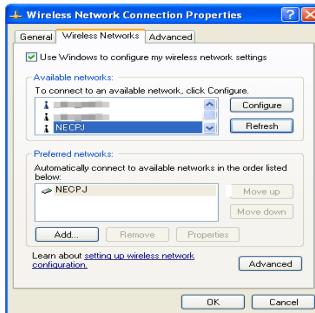 Wireless Network Connection Properties
General Wireless Networks Advanced
Use Windows to configure my wireless network settings
Available networks:
To connect to an available network, click Configure.
Configure
NECPJ
Refresh
Preferred networks:
Automatically connect to available networks in the order listed
below:
NECPJ
Move up
Move down
Add... Remove Properties
Learn about setting up wireless network
configuration.
Advanced
OK Cancel